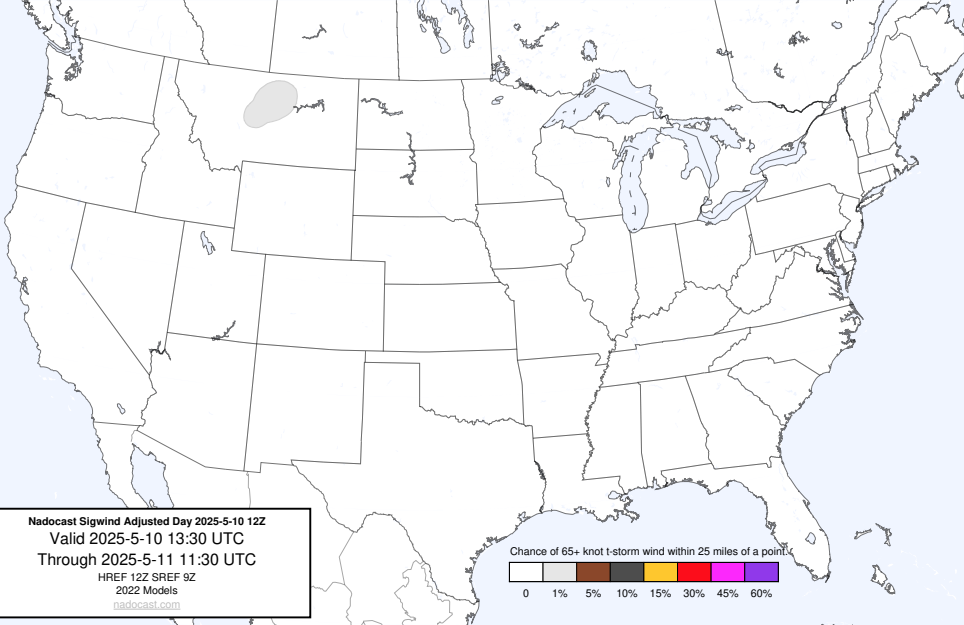 Nadocast Sigwind Adjusted Day 2025-5-10 12Z
Valid 2025-5-10 13:30 UTC
Through 2025-5-11 11:30 UTC
HREF 12Z SREF 9Z
2022 Models
nadocast.com
Chance of 65+ knot t-storm wind within 25 miles of a point.
0 1% 5% 10% 15% 30% 45% 60%